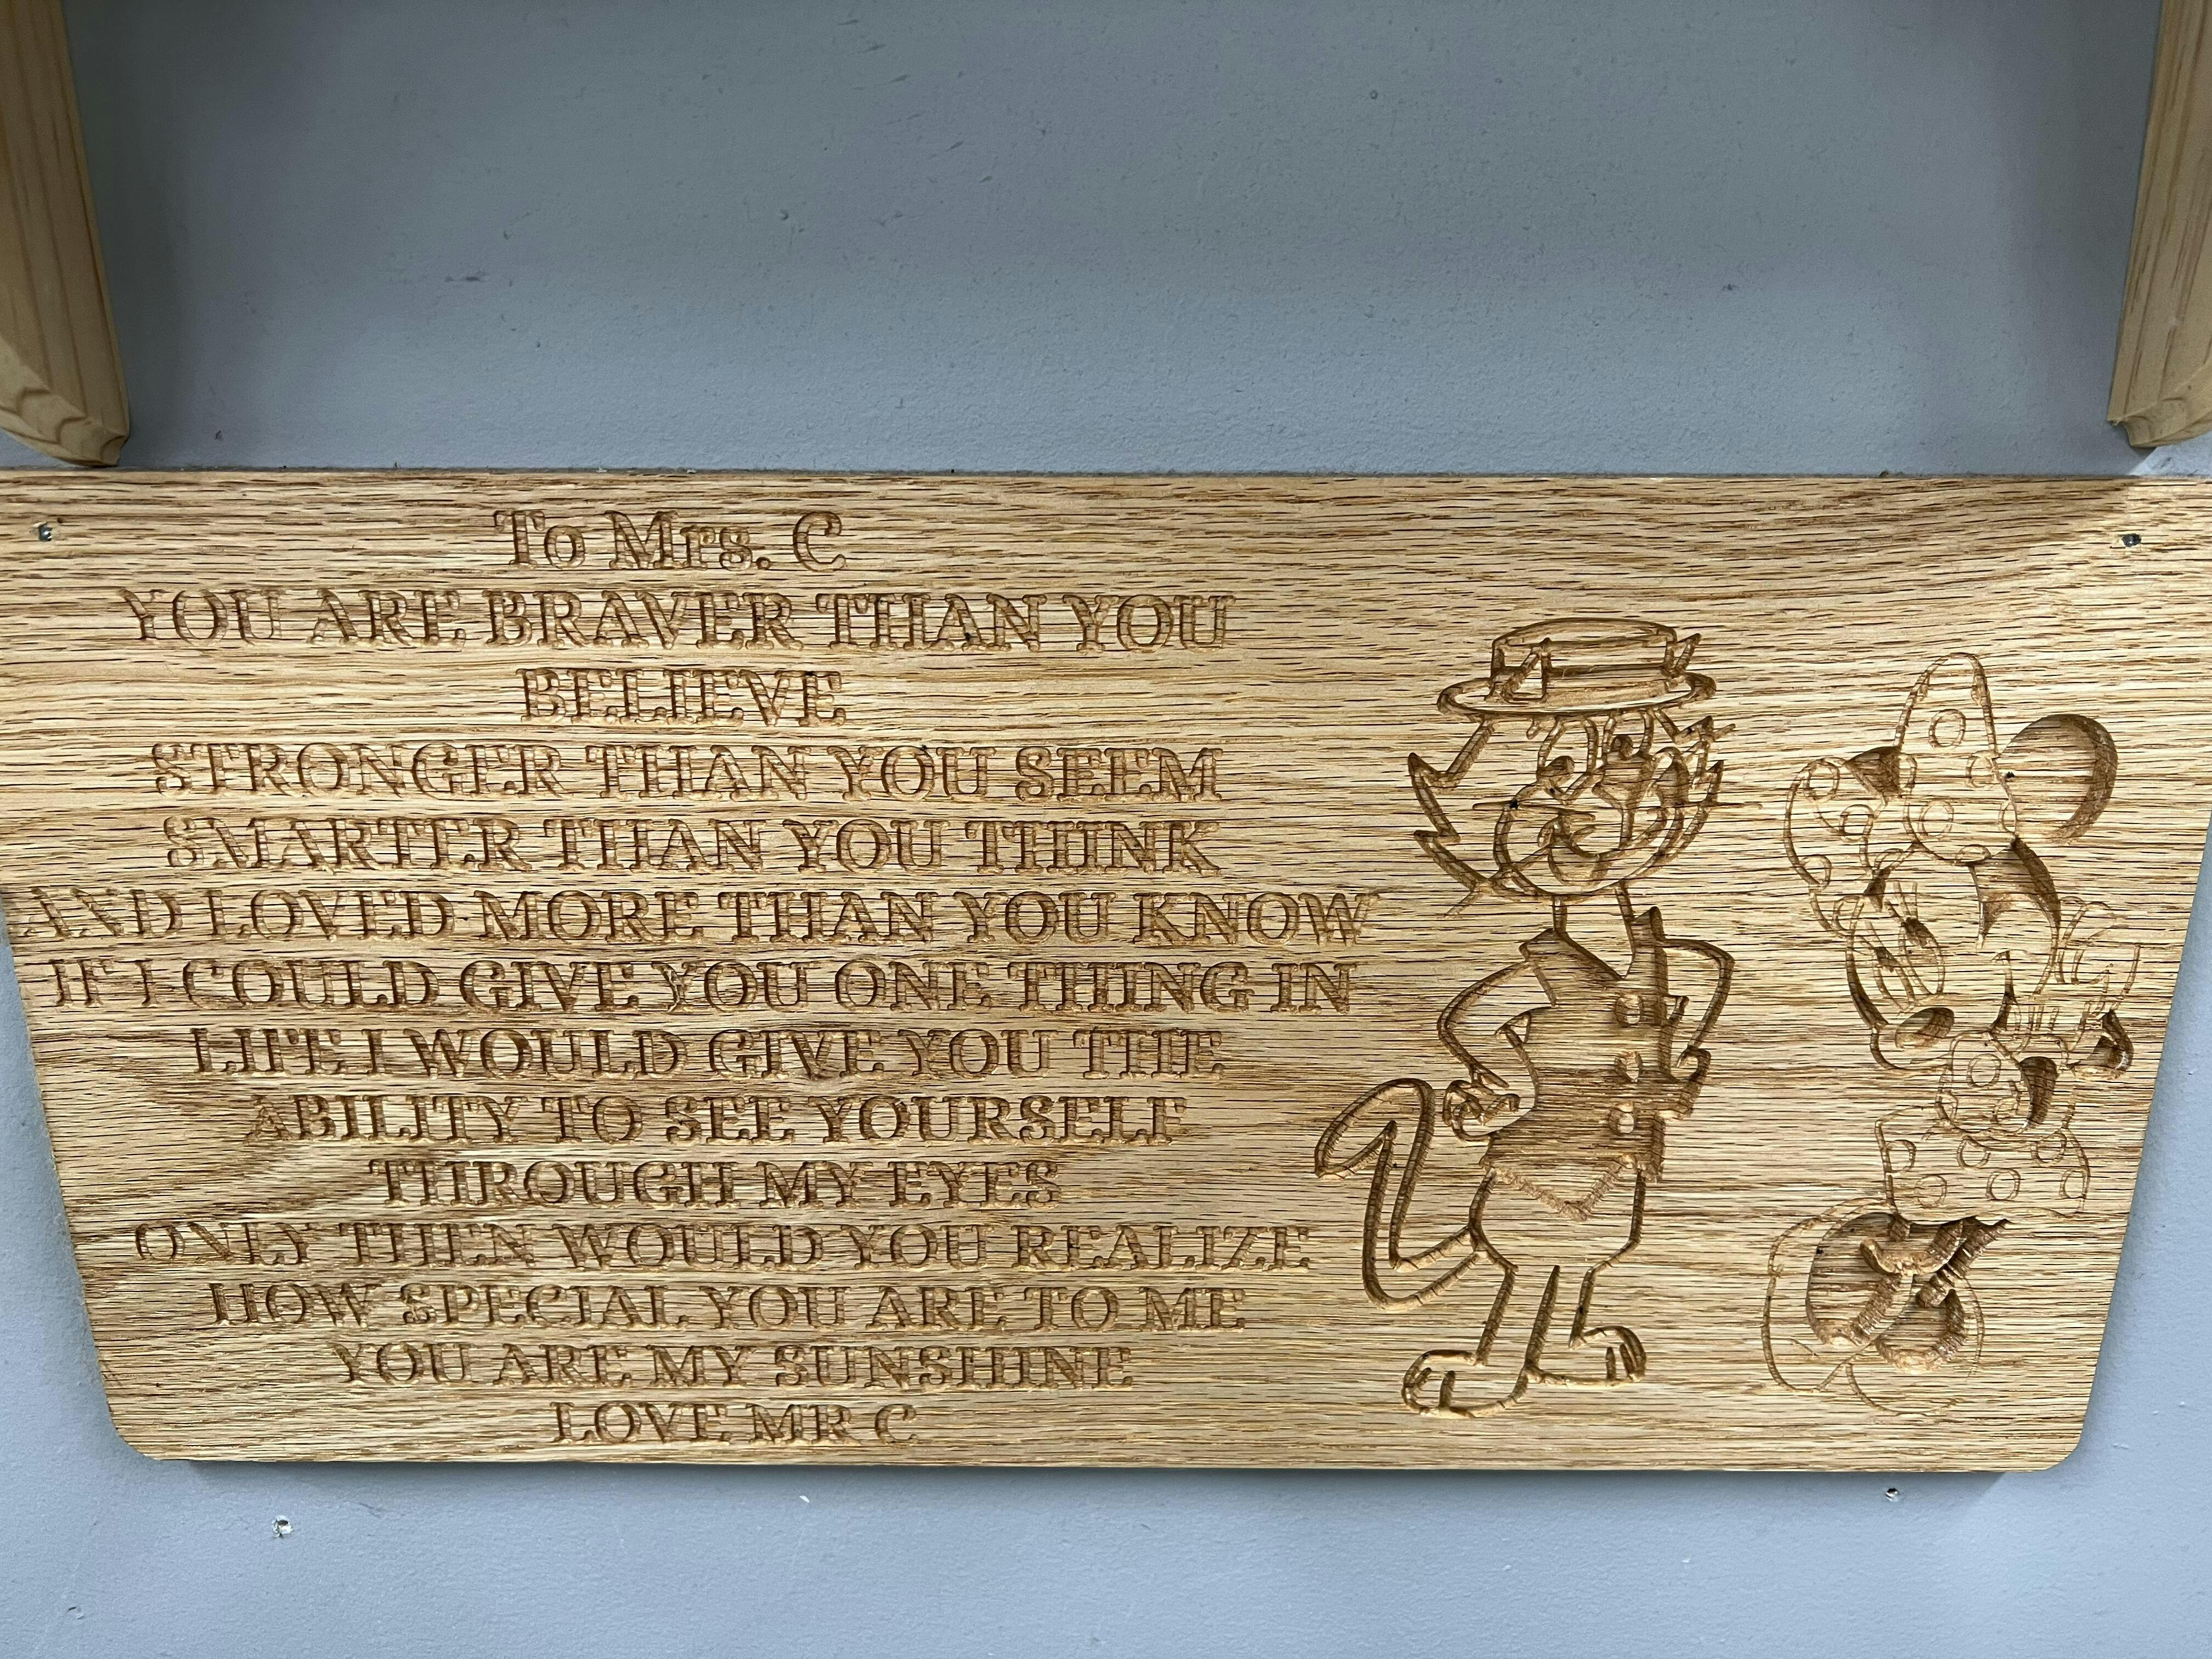 To Mrs. C
YOU ARE BRAVER THAN YOU
BELIEVE
STRONGER THAN YOU SEEM
SMARTER THAN YOU THINK
AND LOVED MORE THAN YOU KNOW
IF I COULD GIVE YOU ONE THING IN
LIFE I WOULD GIVE YOU THE
ABILITY TO SEE YOURSELF
THROUGH MY EYES
ONLY THEN WOULD YOU REALIZE
HOW SPECIAL YOU ARE TO ME
YOU ARE MY SUNSHINE
LOVE MR C